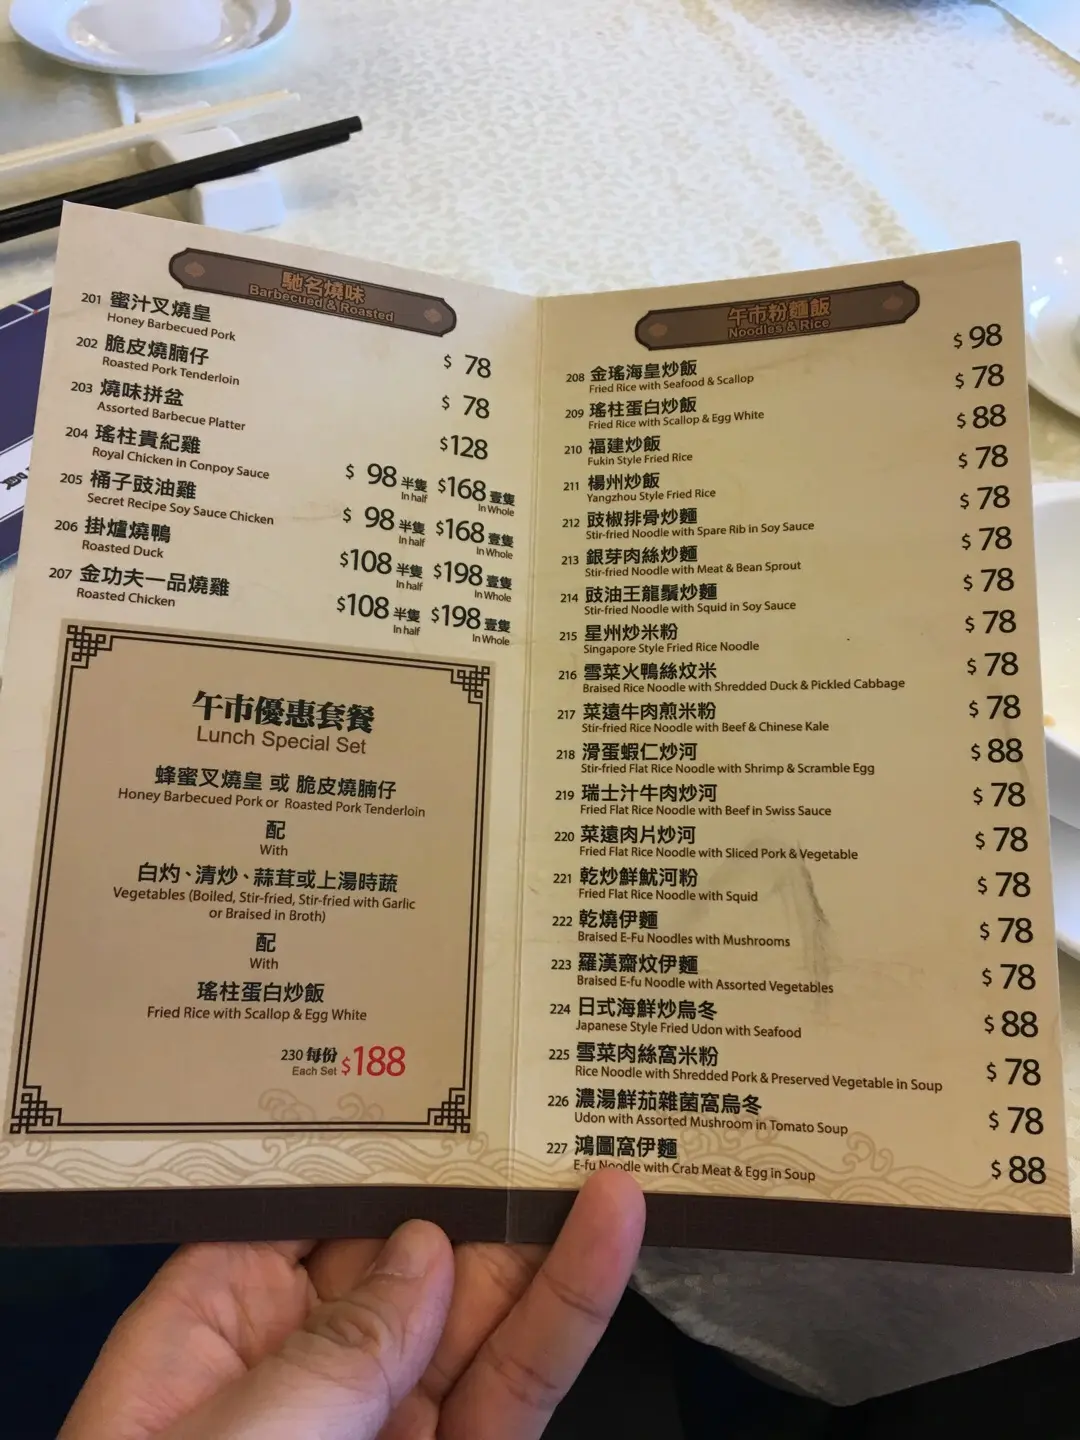 馳名燒味
Barbecued & Roasted
201 蜜汁叉燒皇
Honey Barbecued Pork
$ 78
202 脆皮燒腩仔
Roasted Pork Tenderloin
$ 78
203 燒味拼盆
Assorted Barbecue Platter
$128
204 瑤柱貴紀雞
Royal Chicken in Conpoy Sauce
$ 98 半隻 $168 壹隻
In half In Whole
205 桶子豉油雞
Secret Recipe Soy Sauce Chicken
$ 98 半隻 $168 壹隻
In half In Whole
206 掛爐燒鴨
Roasted Duck
$108 半隻 $198 壹隻
In half In Whole
207 金功夫一品燒雞
Roasted Chicken
$108 半隻 $198 壹隻
In half In Whole
午市優惠套餐
Lunch Special Set
蜂蜜叉燒皇 或 脆皮燒腩仔
Honey Barbecued Pork or Roasted Pork Tenderloin
配
With
白灼、清炒、蒜茸或上湯時蔬
Vegetables (Boiled, Stir-fried, Stir-fried with Garlic
or Braised in Broth)
配
With
瑤柱蛋白炒飯
Fried Rice with Scallop & Egg White
230 每份 $188
Each Set
午市粉麵飯
Noodles & Rice
208 金瑤海皇炒飯 $ 98
Fried Rice with Seafood & Scallop
209 瑤柱蛋白炒飯 $ 78
Fried Rice with Scallop & Egg White
210 福建炒飯 $ 88
Fukin Style Fried Rice
211 楊州炒飯 $ 78
Yangzhou Style Fried Rice
212 豉椒排骨炒麵 $ 78
Stir-fried Noodle with Spare Rib in Soy Sauce
213 銀芽肉絲炒麵 $ 78
Stir-fried Noodle with Meat & Bean Sprout
214 豉油王龍鬚炒麵 $ 78
Stir-fried Noodle with Squid in Soy Sauce
215 星州炒米粉 $ 78
Singapore Style Fried Rice Noodle
216 雪菜火鴨絲炆米 $ 78
Braised Rice Noodle with Shredded Duck & Pickled Cabbage
217 菜遠牛肉煎米粉 $ 78
Stir-fried Rice Noodle with Beef & Chinese Kale
218 滑蛋蝦仁炒河 $ 88
Stir-fried Flat Rice Noodle with Shrimp & Scramble Egg
219 瑞士汁牛肉炒河 $ 78
Fried Flat Rice Noodle with Beef in Swiss Sauce
220 菜遠肉片炒河 $ 78
Fried Flat Rice Noodle with Sliced Pork & Vegetable
221 乾炒鮮魷河粉 $ 78
Fried Flat Rice Noodle with Squid
222 乾燒伊麵 $ 78
Braised E-Fu Noodles with Mushrooms
223 羅漢齋炆伊麵 $ 78
Braised E-fu Noodle with Assorted Vegetables
224 日式海鮮炒烏冬 $ 88
Japanese Style Fried Udon with Seafood
225 雪菜肉絲窩米粉 $ 78
Rice Noodle with Shredded Pork & Preserved Vegetable in Soup
226 濃湯鮮茄雜菌窩烏冬 $ 78
Udon with Assorted Mushroom in Tomato Soup
227 鴻圖窩伊麵 $ 88
E-fu Noodle with Crab Meat & Egg in Soup